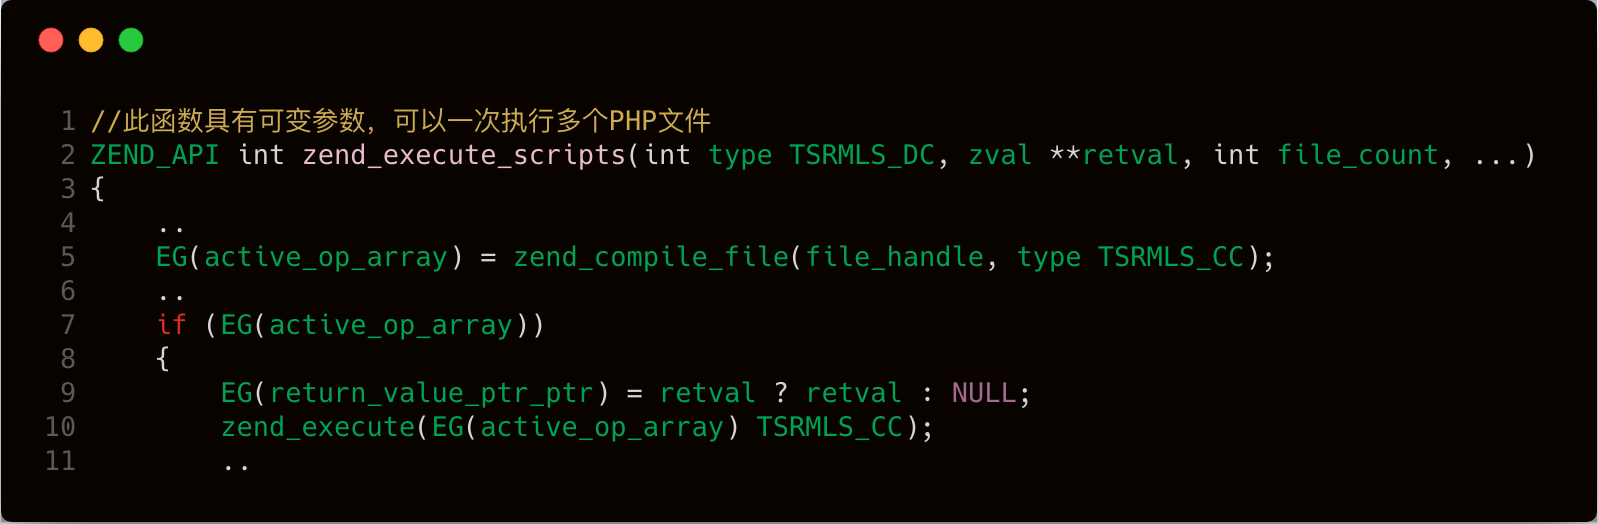 1 //此函数具有可变参数，可以一次执行多个PHP文件
2 ZEND_API int zend_execute_scripts(int type TSRMLS_DC, zval **retval, int file_count, ...)
3 {
4     ..
5     EG(active_op_array) = zend_compile_file(file_handle, type TSRMLS_CC);
6     ..
7     if (EG(active_op_array))
8     {
9         EG(return_value_ptr_ptr) = retval ? retval : NULL;
10         zend_execute(EG(active_op_array) TSRMLS_CC);
11         ..